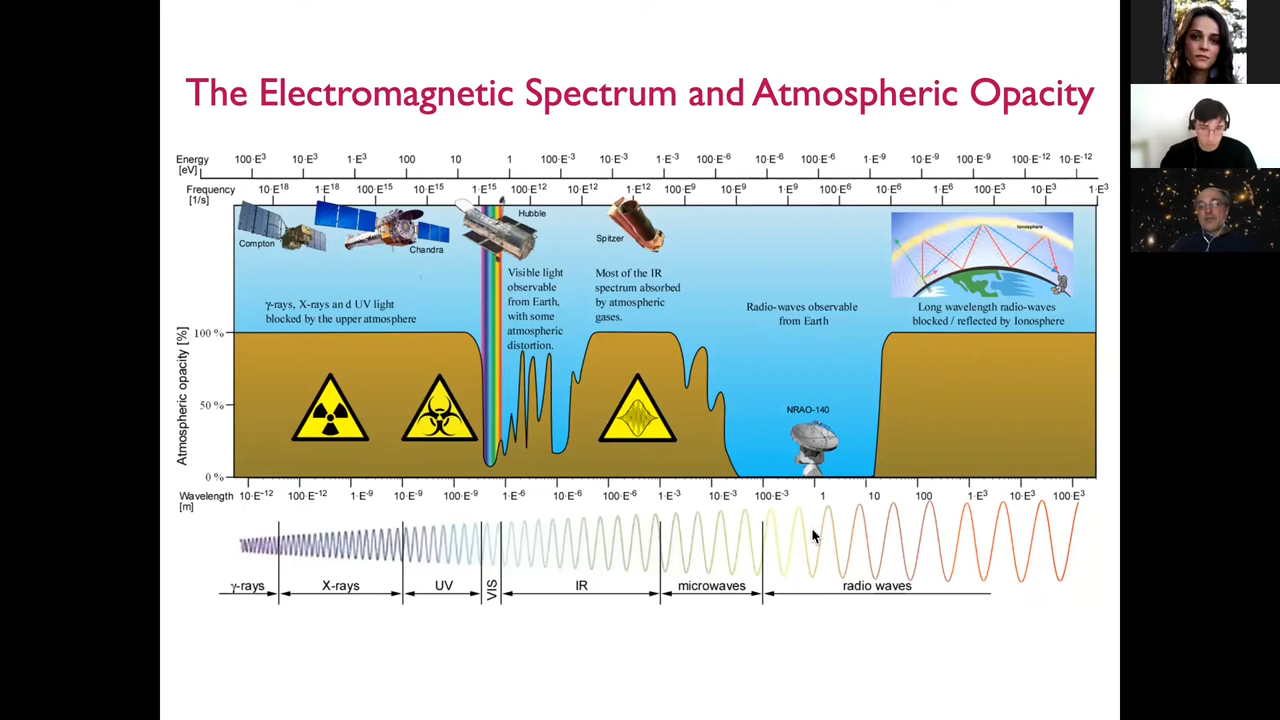 The Electromagnetic Spectrum and Atmospheric Opacity
Energy [eV]
100·E³ 10·E³ 1·E³ 100 10 1 100·E-3 10·E-3 1·E-3 100·E-6 10·E-6 100·E-6 1·E-9 10·E-9 100·E-9 100·E-12 10·E-12
Frequency [1/s]
10·E18 1·E18 100·E15 10·E15 1·E15 100·E12 10·E12 1·E12 100·E9 10·E9 1·E9 100·E6 10·E6 1·E6 100·E3 10·E3 1·E3
Compton
Chandra
Hubble
Spitzer
Ionosphere
γ-rays, X-rays an d UV light
blocked by the upper atmosphere
Visible light
observable
from Earth,
with some
atmospheric
distortion.
Most of the IR
spectrum absorbed
by atmospheric
gases.
Radio-waves observable
from Earth
Long wavelength radio-waves
blocked / reflected by Ionosphere
Atmospheric opacity [%]
100 %
50 %
0 %
NRAO-140
Wavelength [m]
10·E-12 100·E-12 1·E-9 10·E-9 100·E-9 1·E-6 10·E-6 100·E-6 1·E-3 10·E-3 100·E-3 1 10 100 1·E3 10·E3 100·E3
γ-rays X-rays UV VIS IR microwaves radio waves